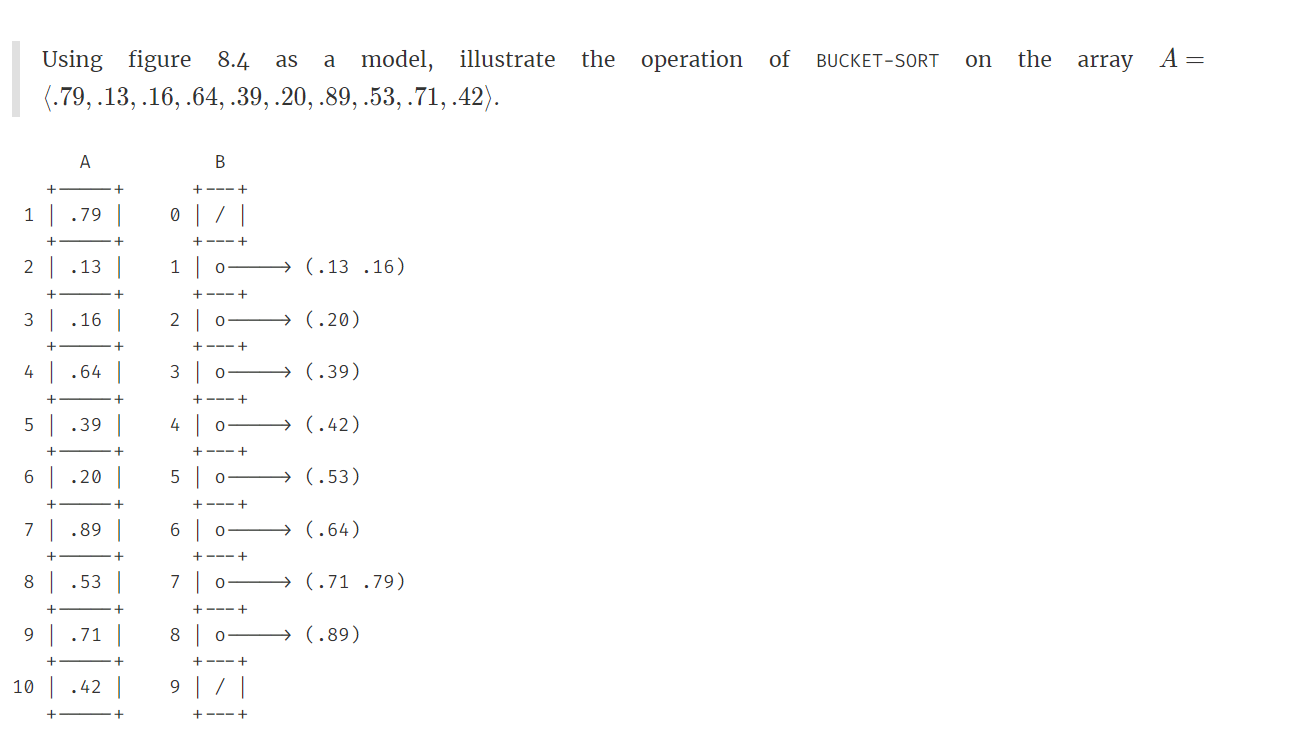 Using figure 8.4 as a model, illustrate the operation of BUCKET-SORT on the array A =
⟨.79, .13, .16, .64, .39, .20, .89, .53, .71, .42⟩.
     A           B
  +-----+      +---+
1 | .79 |    0 | / |
  +-----+      +---+
2 | .13 |    1 | o-----> (.13 .16)
  +-----+      +---+
3 | .16 |    2 | o-----> (.20)
  +-----+      +---+
4 | .64 |    3 | o-----> (.39)
  +-----+      +---+
5 | .39 |    4 | o-----> (.42)
  +-----+      +---+
6 | .20 |    5 | o-----> (.53)
  +-----+      +---+
7 | .89 |    6 | o-----> (.64)
  +-----+      +---+
8 | .53 |    7 | o-----> (.71 .79)
  +-----+      +---+
9 | .71 |    8 | o-----> (.89)
  +-----+      +---+
10 | .42 |    9 | / |
  +-----+      +---+